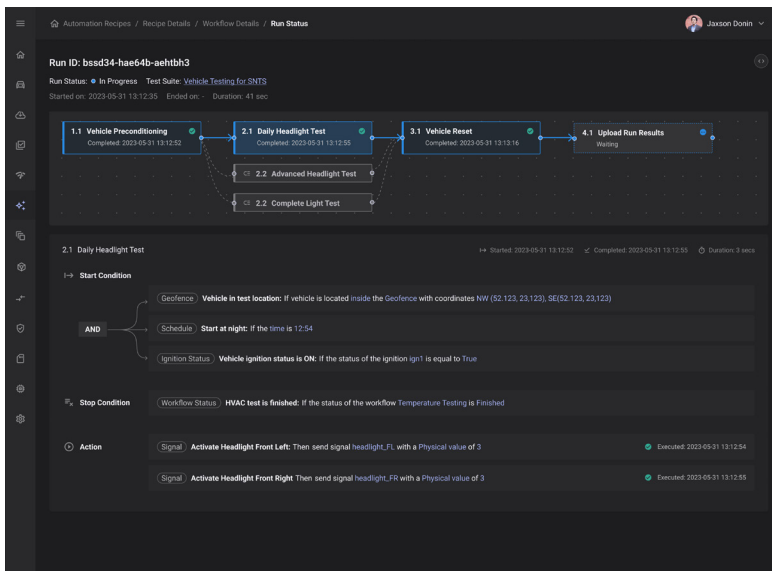 Automation Recipes / Recipe Details / Workflow Details / Run Status
Jaxson Donin
Run ID: bssd34-hae64b-aehtbh3
Run Status: In Progress Test Suite: Vehicle Testing for SNTS
Started on: 2023-05-31 13:12:35 Ended on: - Duration: 41 sec
1.1 Vehicle Preconditioning
Completed: 2023-05-31 13:12:52
2.1 Daily Headlight Test
Completed: 2023-05-31 13:12:55
3.1 Vehicle Reset
Completed: 2023-05-31 13:13:16
4.1 Upload Run Results
Waiting
2.2 Advanced Headlight Test
2.2 Complete Light Test
2.1 Daily Headlight Test
Started: 2023-05-31 13:12:52 Completed: 2023-05-31 13:12:55 Duration: 3 secs
Start Condition
Geofence Vehicle in test location: If vehicle is located inside the Geofence with coordinates NW (52.123, 23,123), SE(52.123, 23,123)
AND
Schedule Start at night: If the time is 12:54
Ignition Status Vehicle ignition status is ON: If the status of the ignition ign1 is equal to True
Stop Condition
Workflow Status HVAC test is finished: If the status of the workflow Temperature Testing is Finished
Action
Signal Activate Headlight Front Left: Then send signal headlight_FL with a Physical value of 3
Executed: 2023-05-31 13:12:54
Signal Activate Headlight Front Right Then send signal headlight_FR with a Physical value of 3
Executed: 2023-05-31 13:12:55